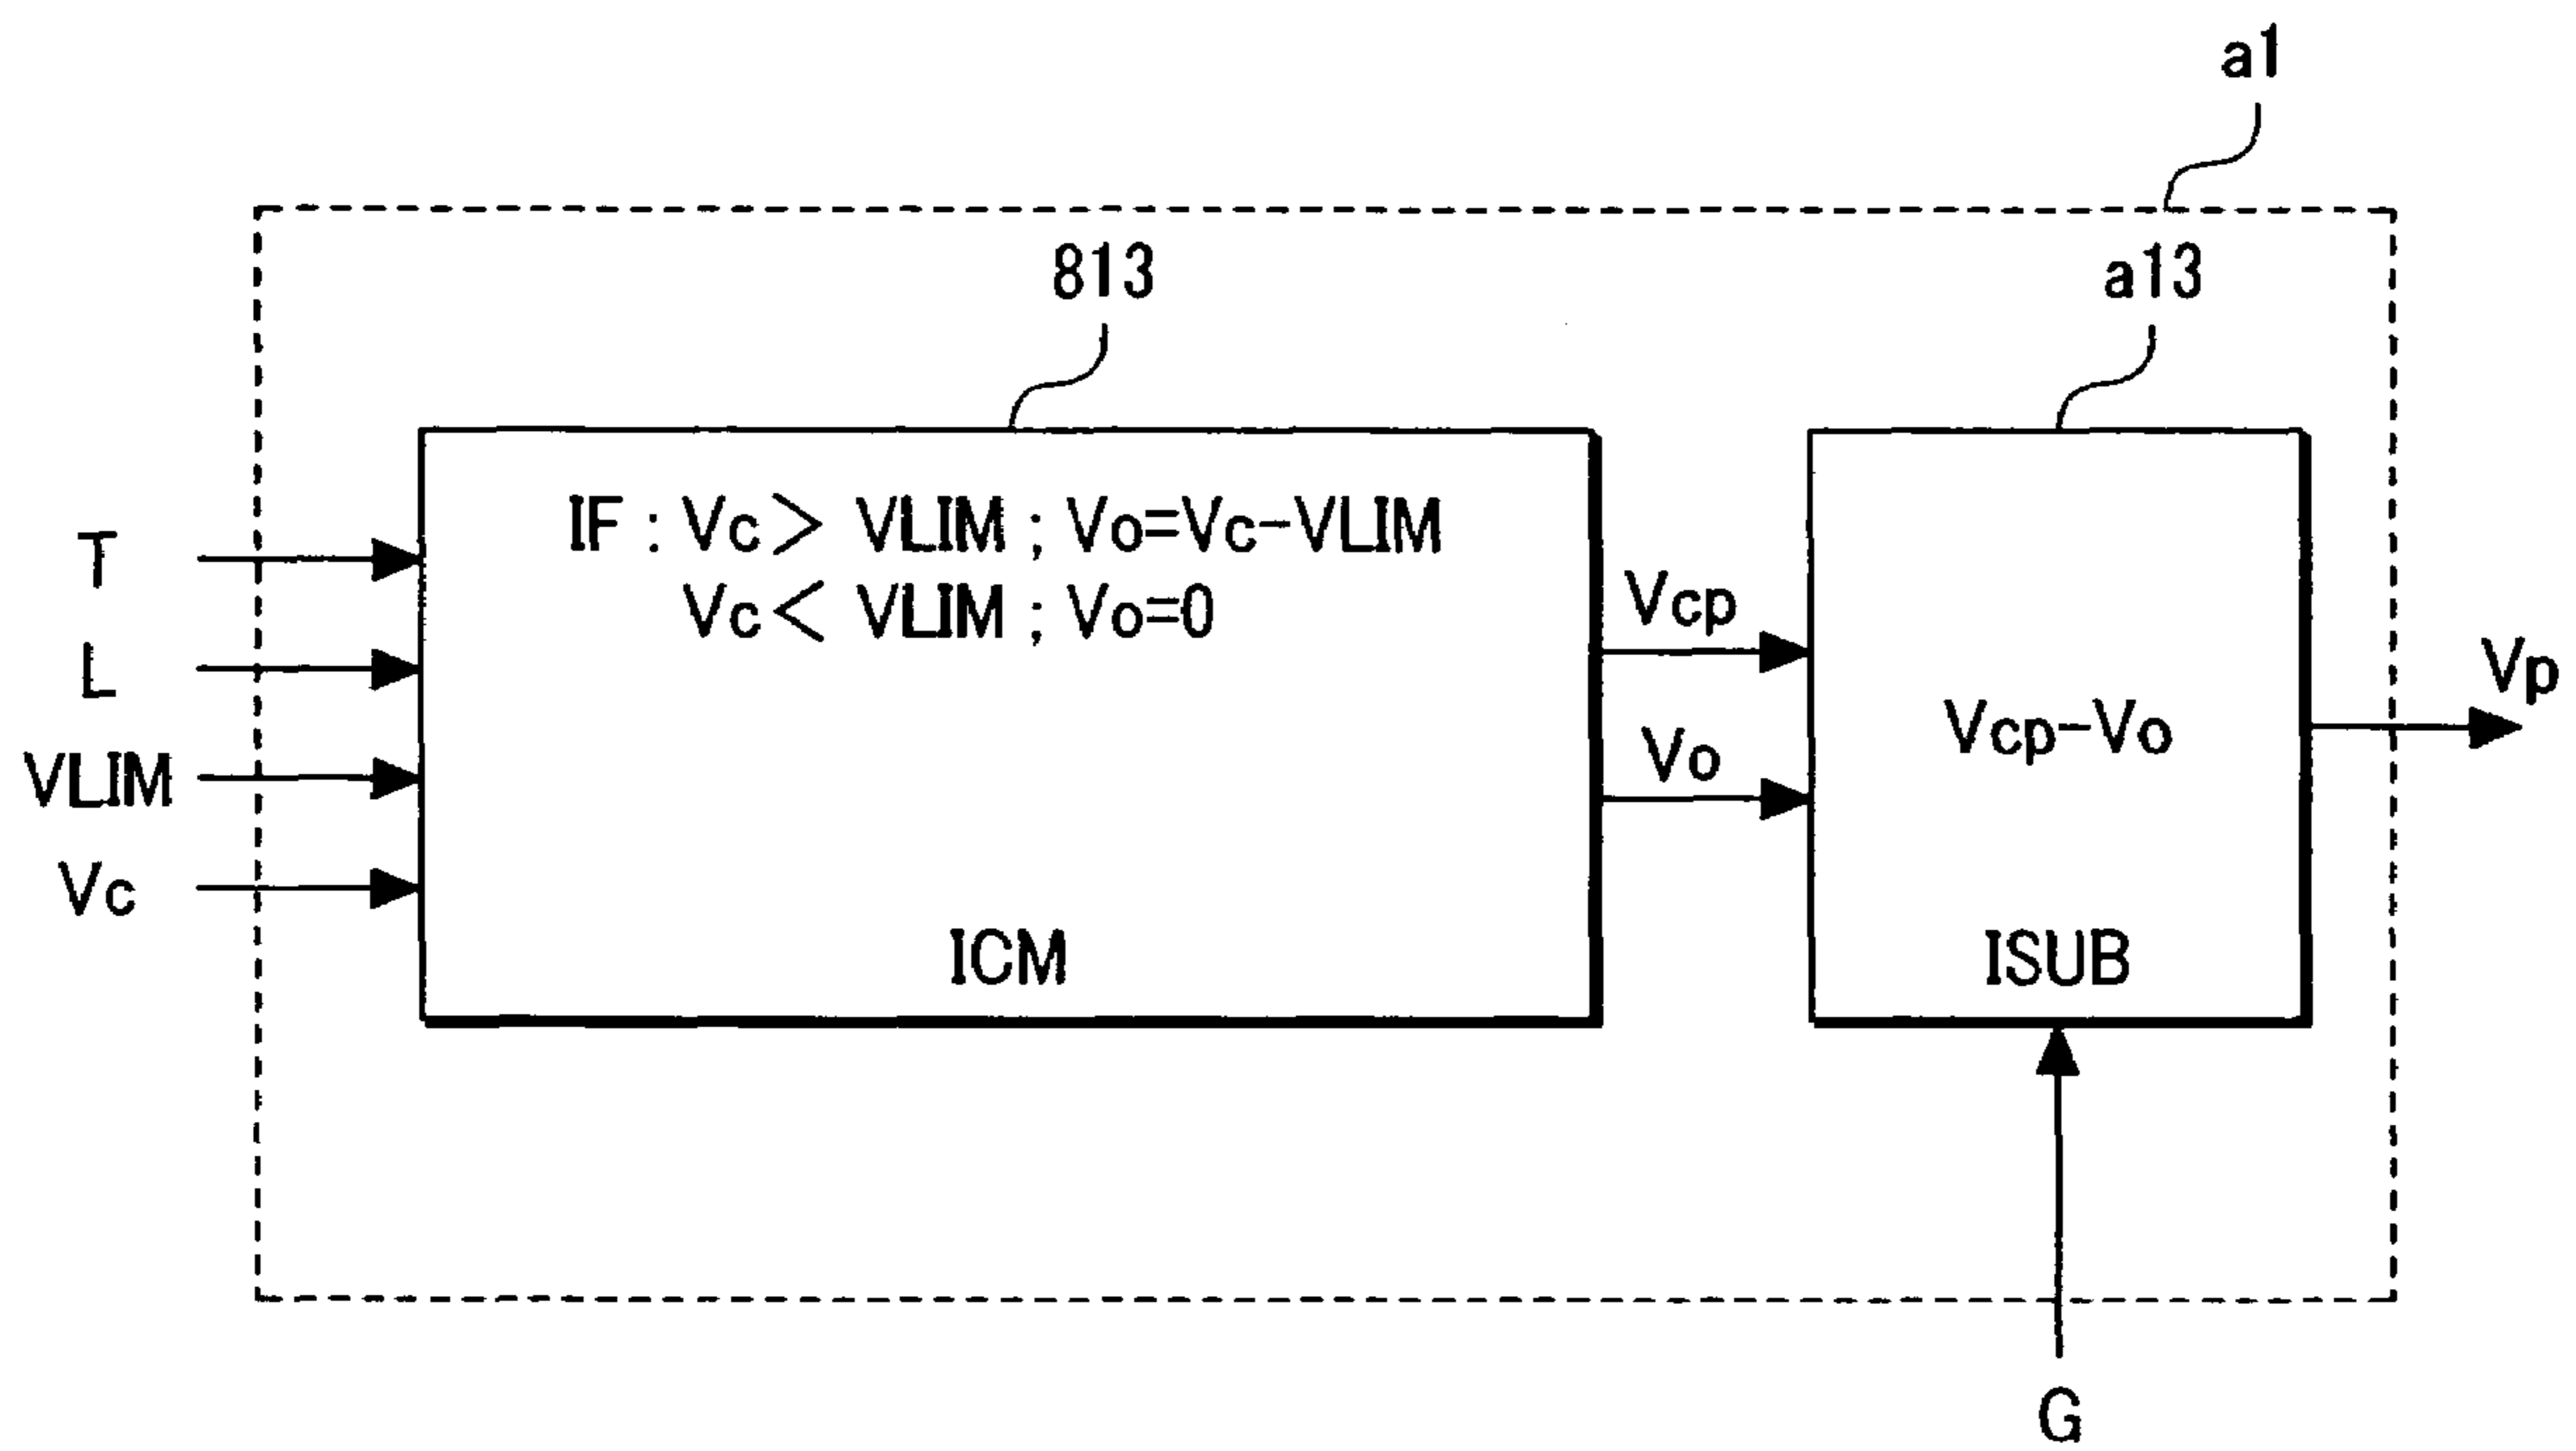 a1
813
a13
IF : Vc > VLIM ; Vo=Vc-VLIM
Vc < VLIM ; Vo=0
T
L
VLIM
Vc
ICM
Vcp
Vo
Vcp-Vo
ISUB
Vp
G